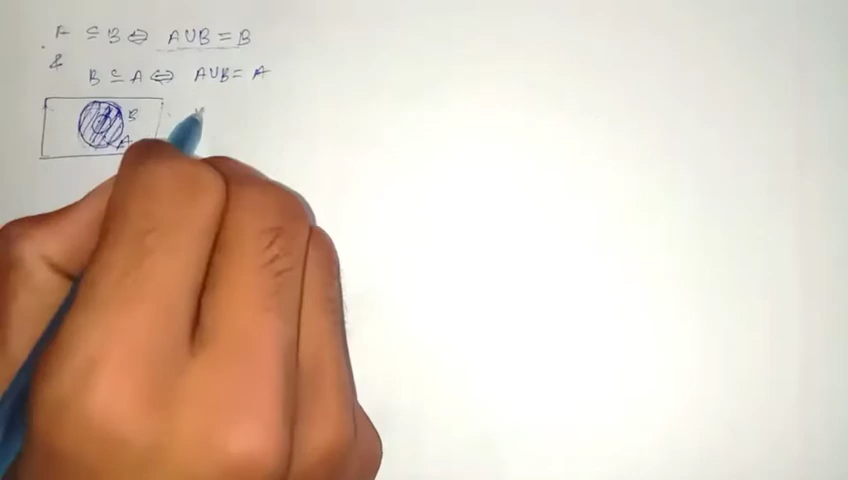 A ⊆ B ⇔ A∪B = B
&
B ⊆ A ⇔ A∪B = A
B
A